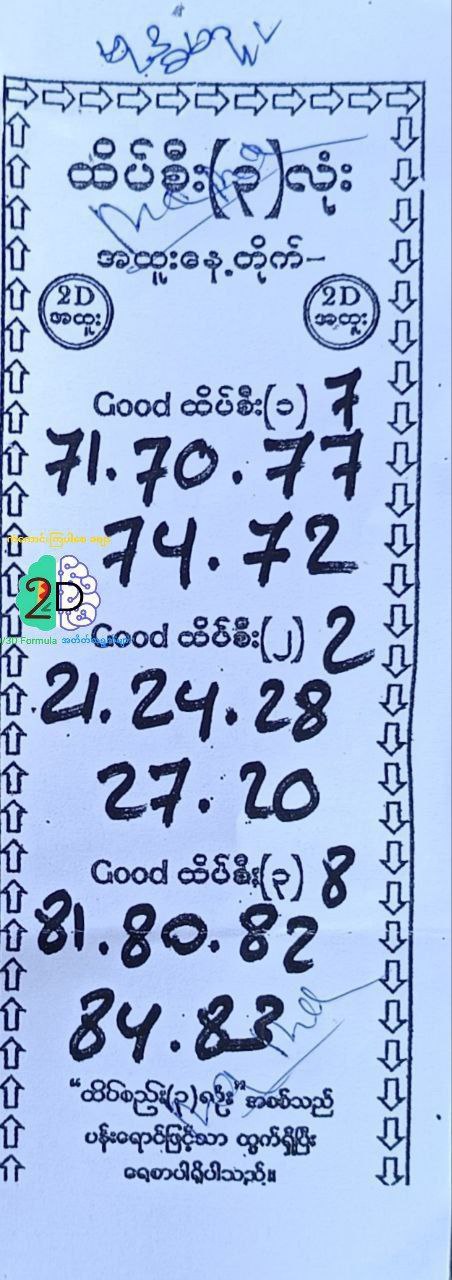 ထိပ်စီး(၃)လုံး
အထူးနေ့တိုက်-
2D
အထူး
2D
အထူး
Good ထိပ်စီး(၁) 7
71.70.77
74.72
2D
Formula
Good ထိပ်စီး(၂) 2
21.24.28
27.20
Good ထိပ်စီး(၃) 8
81.80.82
84.83
"ထိပ်စည်း(၃)လုံး" အစစ်သည်
ပန်းရောင်ဖြင့်သာ ထွက်ရှိပြီး
ရေစာပါရှိပါသည်။